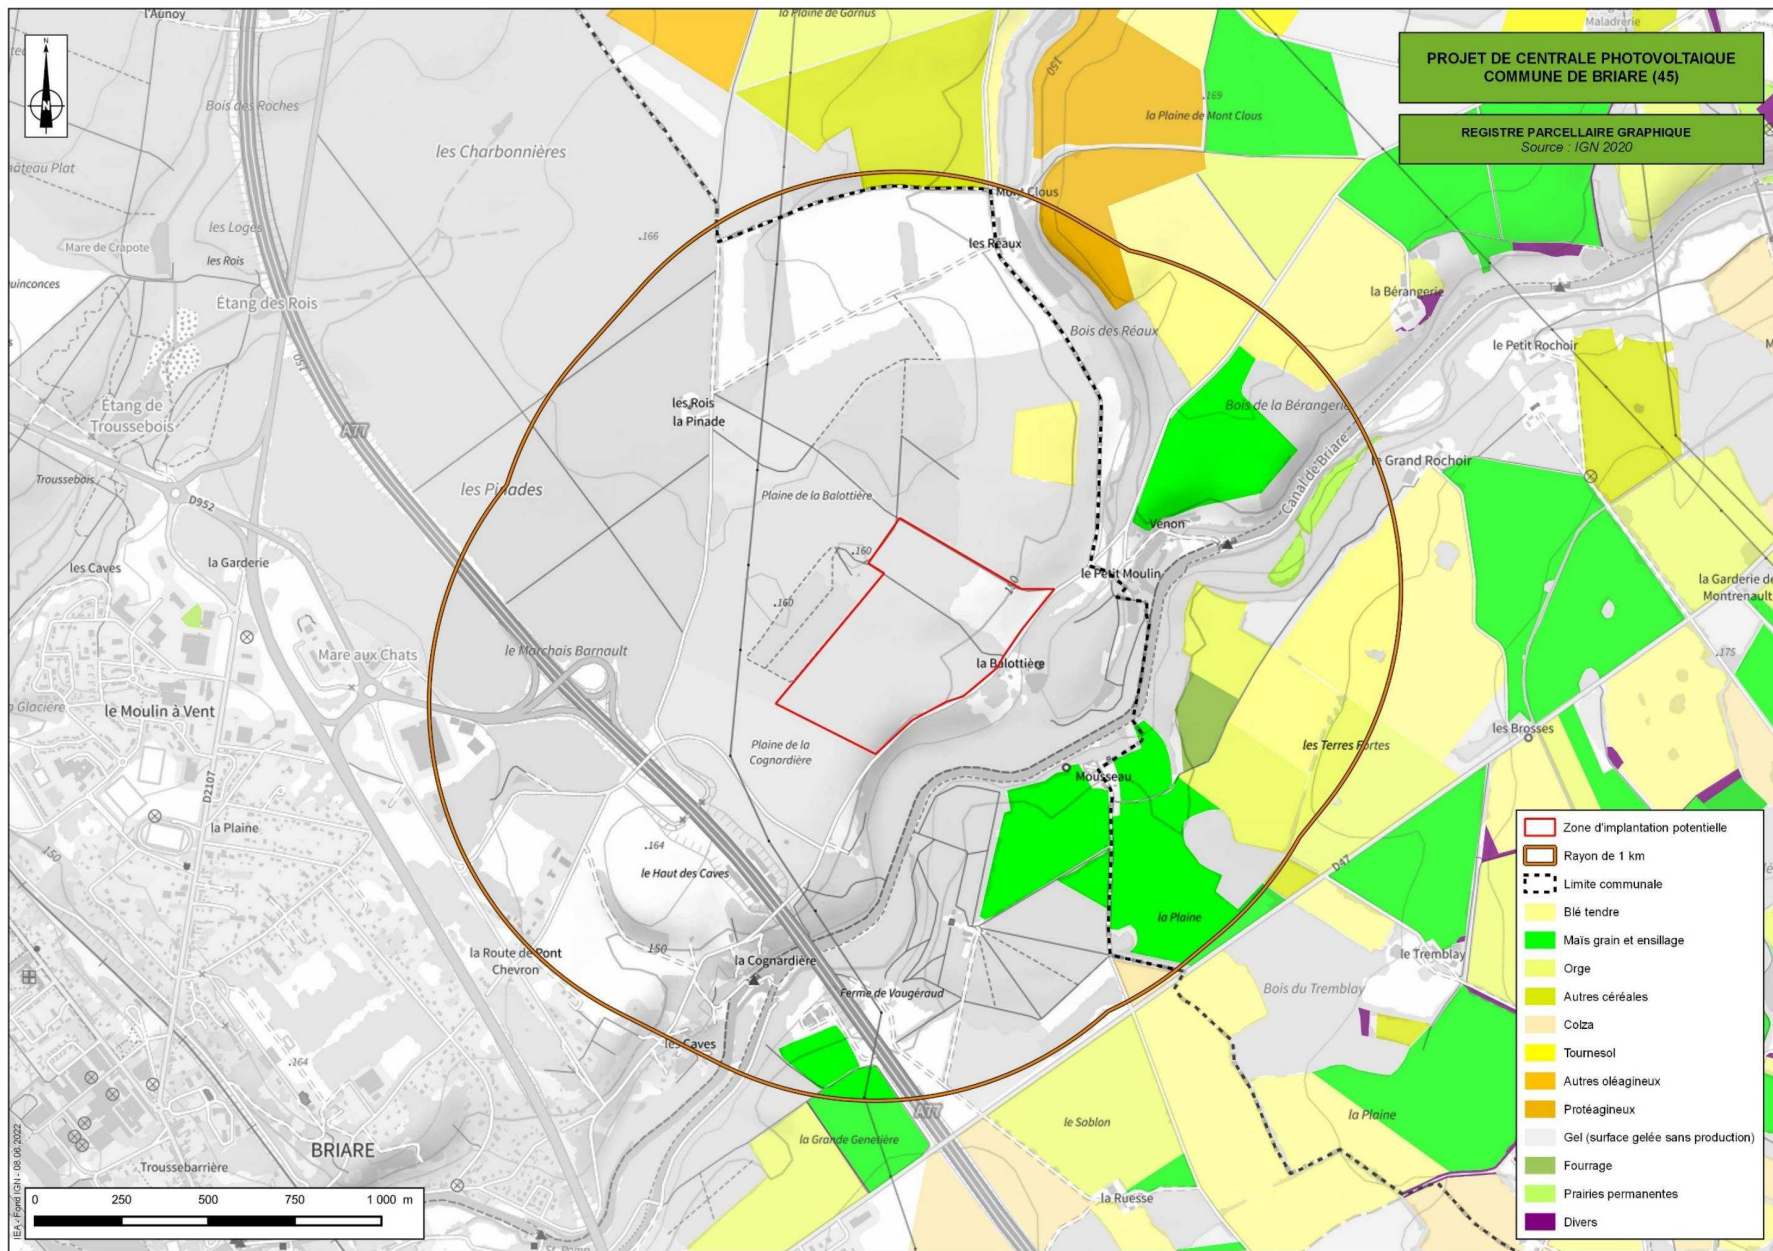 l'Aunoy
la Plaine de Garnus
Maladrerie
N
N
PROJET DE CENTRALE PHOTOVOLTAIQUE
COMMUNE DE BRIARE (45)
150
Bois des Roches
.169
la Plaine de Mont Clous
REGISTRE PARCELLAIRE GRAPHIQUE
Source : IGN 2020
les Charbonnières
Mont Clous
les Loges
.166
les Réaux
Mare de Crapote
les Rois
la Bérangerie
Étang des Rois
Bois des Réaux
le Petit Rochoir
150
Étang de
Troussebois
les Rois
la Pinade
Bois de la Bérangerie
A77
Canal de Briare
le Grand Rochoir
Troussebois
les Pinades
Plaine de la Balottière
D952
Venon
.160
la Garderie
les Caves
le Petit Moulin
la Garderie de
Montrenault
150
.160
Mare aux Chats
le Marchais Barnault
la Balottière
.175
la Glacière
le Moulin à Vent
Plaine de la
Cognardière
les Terres Fortes
les Brosses
Mousseau
D2107
la Plaine
150
.164
le Haut des Caves
D47
la Plaine
150
la Route de Pont
Chevron
la Cognardière
le Tremblay
Ferme de Vaugéraud
Bois du Tremblay
les Caves
.164
A77
le Sablon
la Plaine
la Grande Genetière
BRIARE
Troussebarrière
la Ruesse
Zone d'implantation potentielle
Rayon de 1 km
Limite communale
Blé tendre
Maïs grain et ensillage
Orge
Autres céréales
Colza
Tournesol
Autres oléagineux
Protéagineux
Gel (surface gelée sans production)
Fourrage
Prairies permanentes
Divers
0 250 500 750 1 000 m
IEA - Fond IGN - 08.06.2022